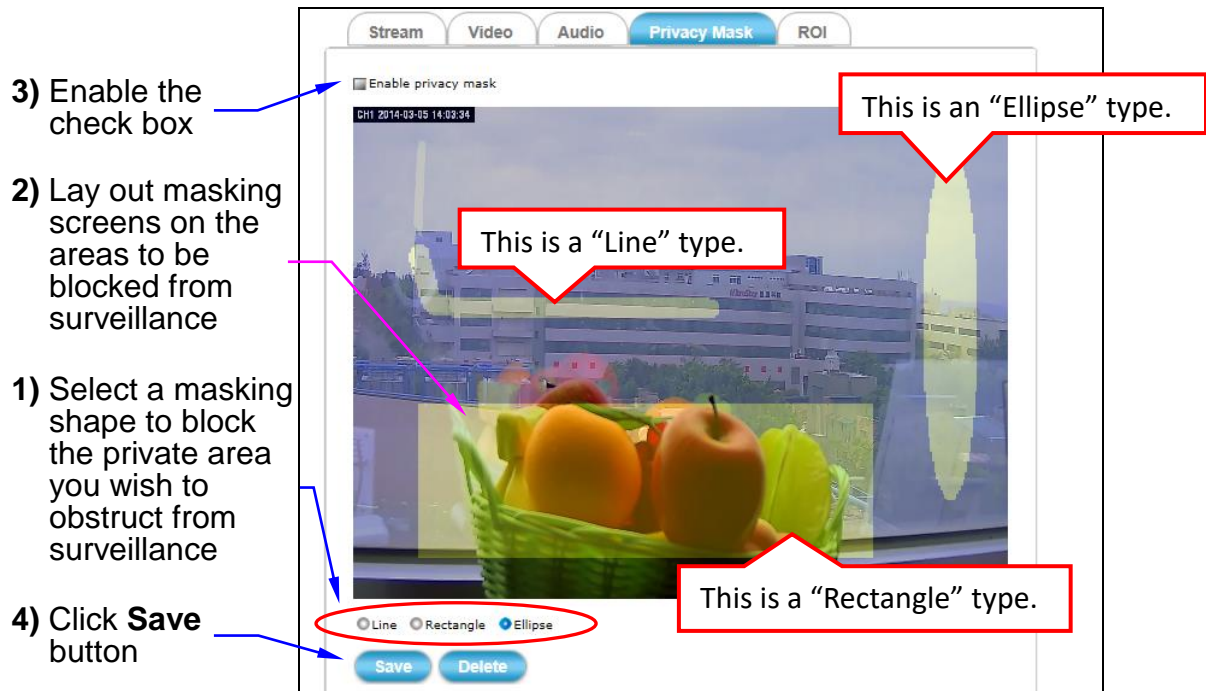 Stream Video Audio Privacy Mask ROI
3) Enable the
check box
Enable privacy mask
CH1 2014-03-05 14:03:34
This is an “Ellipse” type.
2) Lay out masking
screens on the
areas to be
blocked from
surveillance
This is a “Line” type.
1) Select a masking
shape to block
the private area
you wish to
obstruct from
surveillance
This is a “Rectangle” type.
4) Click Save
button
Line Rectangle Ellipse
Save Delete